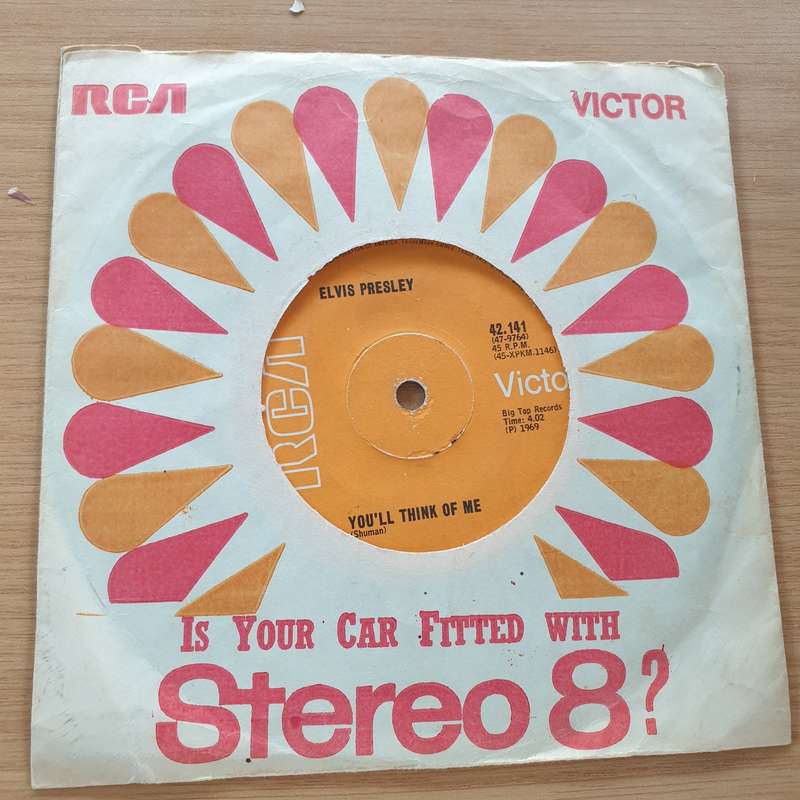 RCA VICTOR
ELVIS PRESLEY
42.141
(47-9764)
45 R.P.M.
(45-XPKM.1146)
RCA
Victo
Big Top Records
Time: 4.02
(P) 1969
YOU'LL THINK OF ME
(Shuman)
IS YOUR CAR FITTED WITH
Stereo 8?